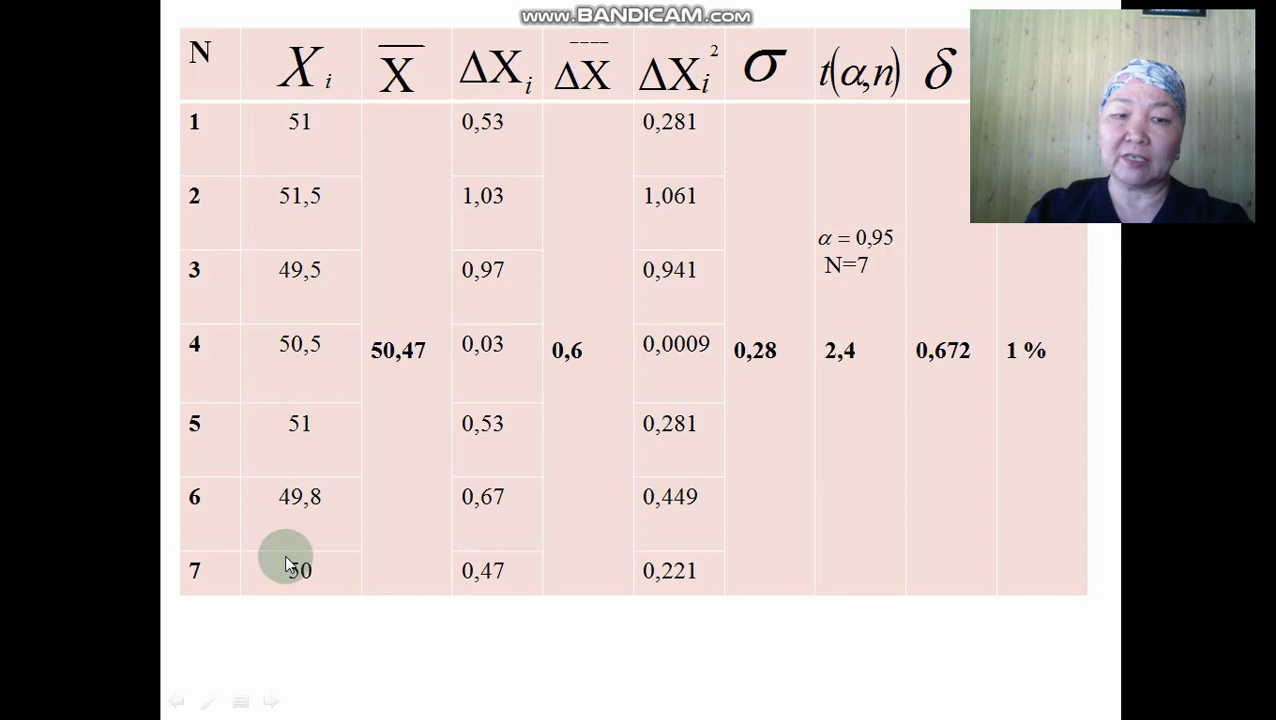 www.BANDICAM.com
N X i X ΔX i ΔX ΔX i 2 σ t(α,n) δ
1 51 0,53 0,281
2 51,5 1,03 1,061
α = 0,95
N=7
3 49,5 0,97 0,941
4 50,5 50,47 0,03 0,6 0,0009 0,28 2,4 0,672 1 %
5 51 0,53 0,281
6 49,8 0,67 0,449
7 50 0,47 0,221